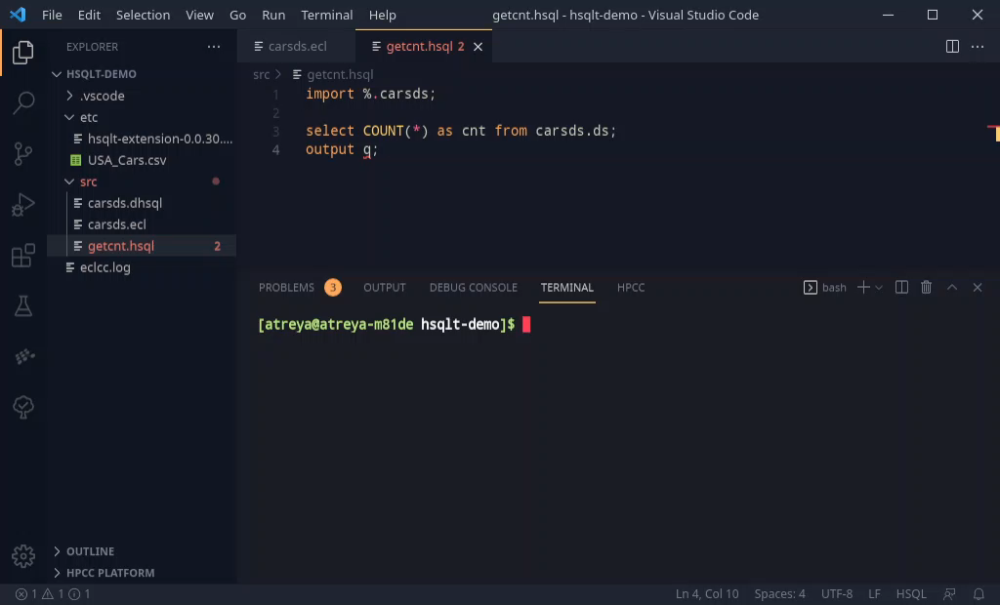 File Edit Selection View Go Run Terminal Help getcnt.hsql - hsqlt-demo - Visual Studio Code
EXPLORER ···
HSQLT-DEMO
.vscode
etc
hsqlt-extension-0.0.30....
USA_Cars.csv
src
carsds.dhsql
carsds.ecl
getcnt.hsql 2
eclcc.log
OUTLINE
HPCC PLATFORM
carsds.ecl getcnt.hsql 2
src > getcnt.hsql
1 import %.carsds;
2
3 select COUNT(*) as cnt from carsds.ds;
4 output q;
PROBLEMS 3 OUTPUT DEBUG CONSOLE TERMINAL HPCC bash
[atreya@atreya-m81de hsqlt-demo]$
1 1 1 Ln 4, Col 10 Spaces: 4 UTF-8 LF HSQL